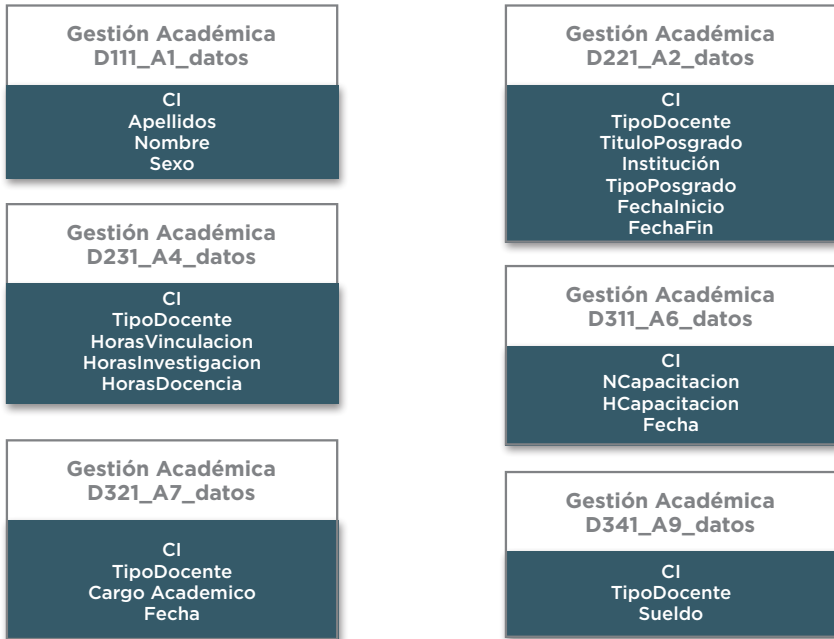 Gestión Académica
D111_A1_datos
CI
Apellidos
Nombre
Sexo
Gestión Académica
D231_A4_datos
CI
TipoDocente
HorasVinculacion
HorasInvestigacion
HorasDocencia
Gestión Académica
D321_A7_datos
CI
TipoDocente
Cargo Academico
Fecha
Gestión Académica
D221_A2_datos
CI
TipoDocente
TituloPosgrado
Institución
TipoPosgrado
FechaInicio
FechaFin
Gestión Académica
D311_A6_datos
CI
NCapacitacion
HCapacitacion
Fecha
Gestión Académica
D341_A9_datos
CI
TipoDocente
Sueldo